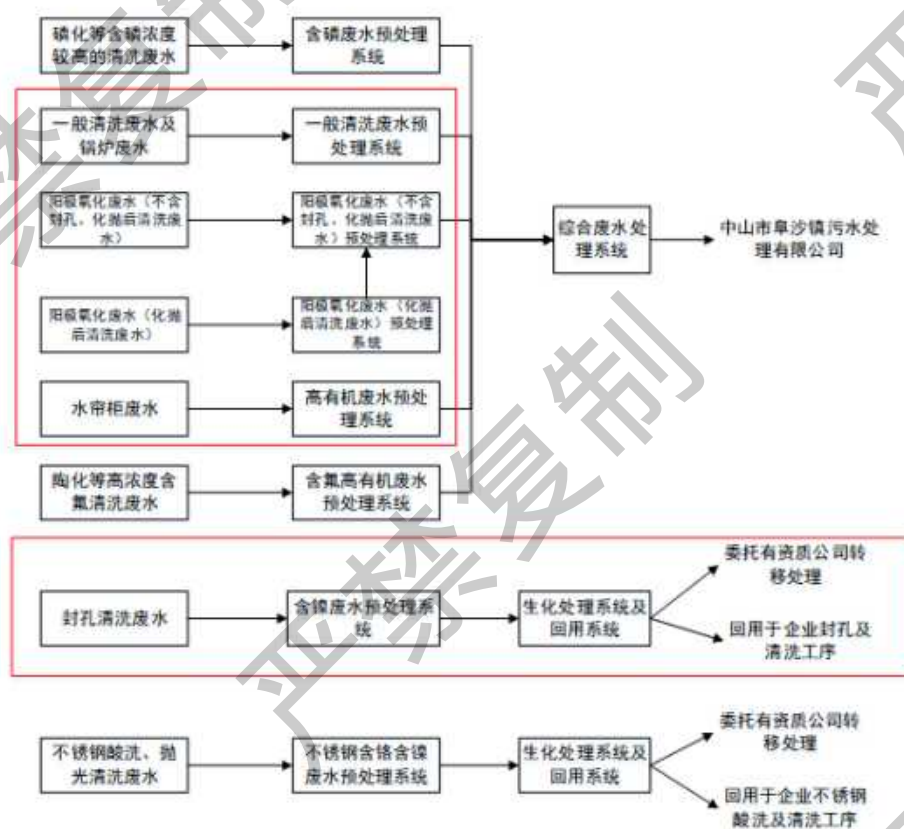 磷化等含磷浓度
较高的清洗废水
含磷废水预处理
系统
一般清洗废水及
锅炉废水
一般清洗废水预
处理系统
阳极氧化废水（不含
封孔、化抛后清洗废
水）
阳极氧化废水（不含
封孔、化抛后清洗废
水）预处理系统
综合废水处
理系统
中山市阜沙镇污水处
理有限公司
阳极氧化废水（化抛
后清洗废水）
阳极氧化废水（化抛
后清洗废水）预处理
系统
水帘柜废水
高有机废水预处
理系统
陶化等高浓度含
氟清洗废水
含氟高有机废水
预处理系统
封孔清洗废水
含镍废水预处理系
统
生化处理系统及
回用系统
委托有资质公司转
移处理
回用于企业封孔及
清洗工序
不锈钢酸洗、抛
光清洗废水
不锈钢含铬含镍
废水预处理系统
生化处理系统及
回用系统
委托有资质公司转
移处理
回用于企业不锈钢
酸洗及清洗工序
严禁复制